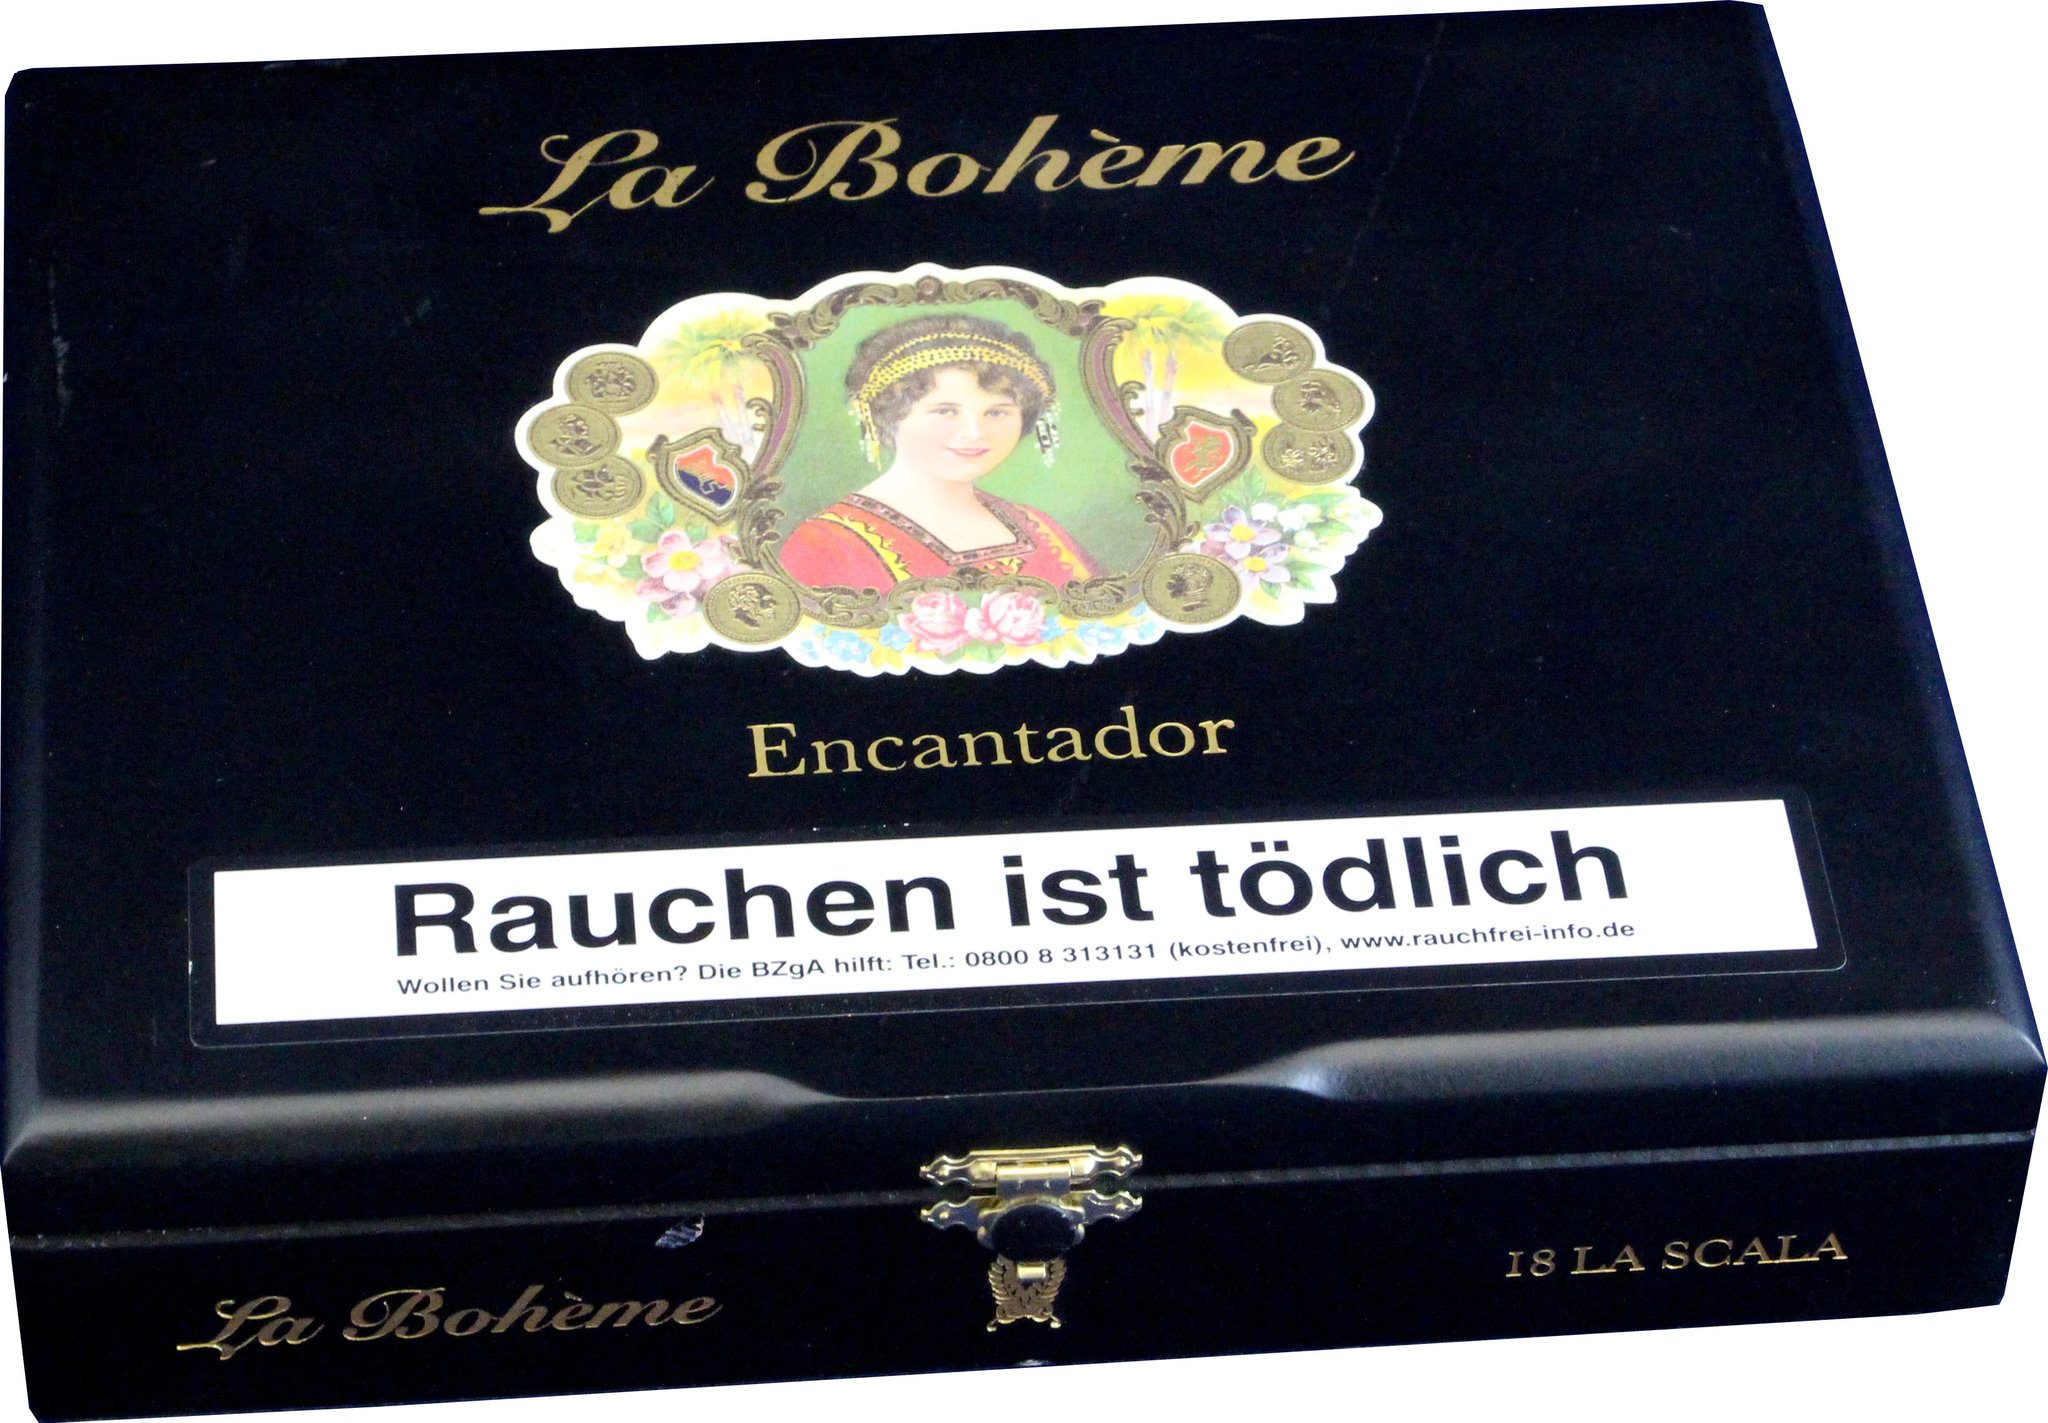 La Bohème
Encantador
Rauchen ist tödlich
Wollen Sie aufhören? Die BZgA hilft: Tel.: 0800 8 313131 (kostenfrei), www.rauchfrei-info.de
La Bohème
18 LA SCALA